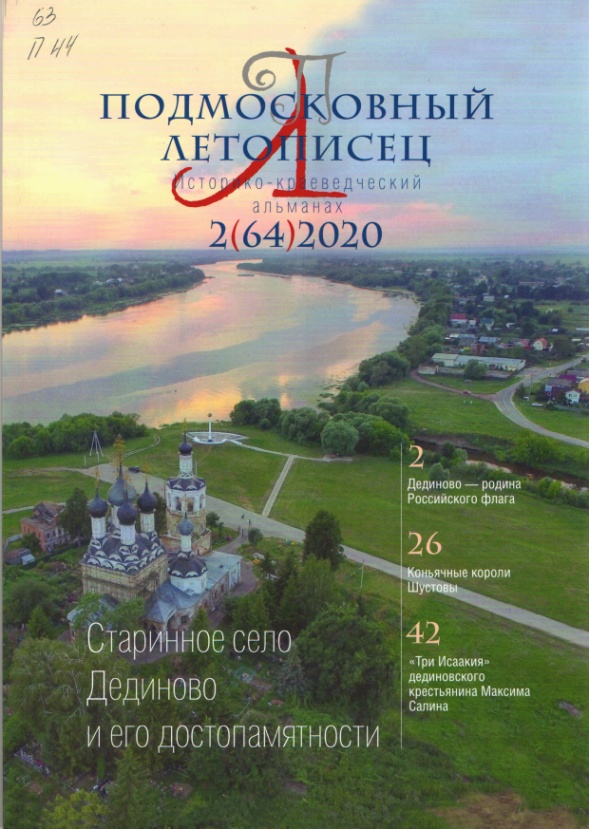 63
П 44
ПОДМОСКОВНЫЙ
ЛЕТОПИСЕЦ
Историко-краеведческий
альманах
2(64)2020
2
Дединово — родина
Российского флага
26
Коньячные короли
Шустовы
42
«Три Исаакия»
дединовского
крестьянина Максима
Салина
Старинное село
Дединово
и его достопамятности